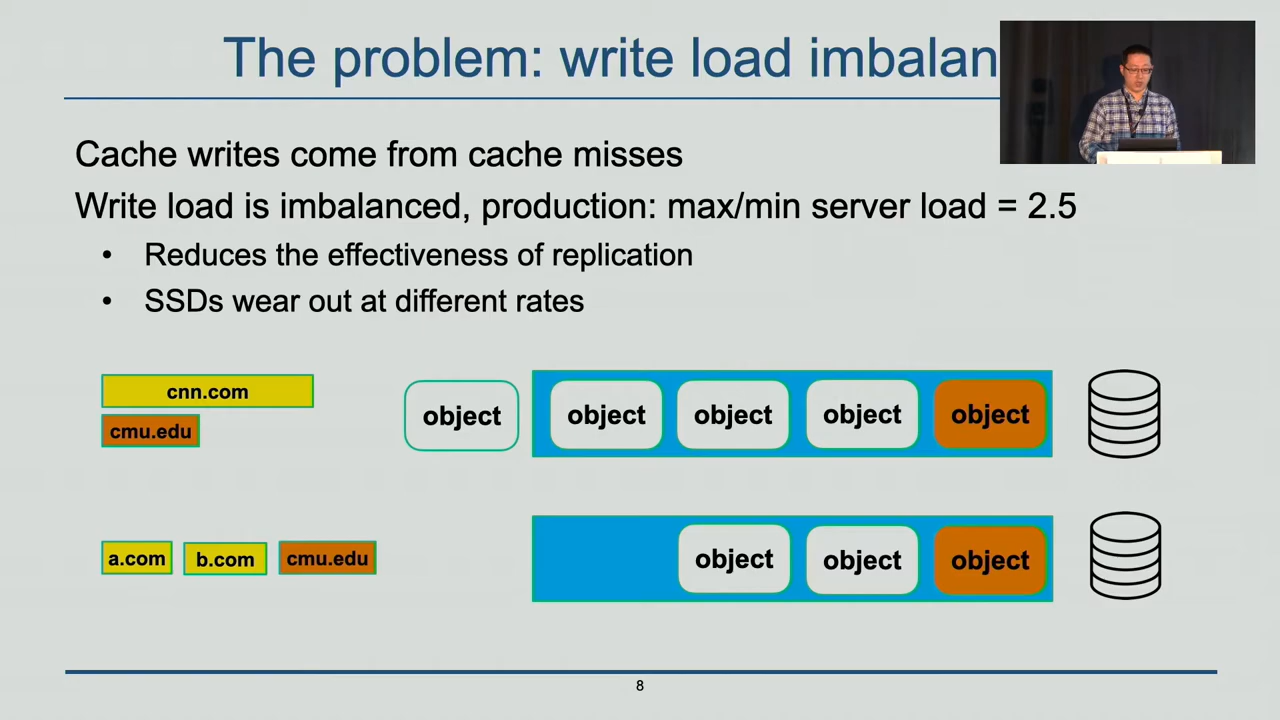 The problem: write load imbalan
Cache writes come from cache misses
Write load is imbalanced, production: max/min server load = 2.5
• Reduces the effectiveness of replication
• SSDs wear out at different rates
cnn.com
cmu.edu
object object object object object
a.com b.com cmu.edu
object object object
8